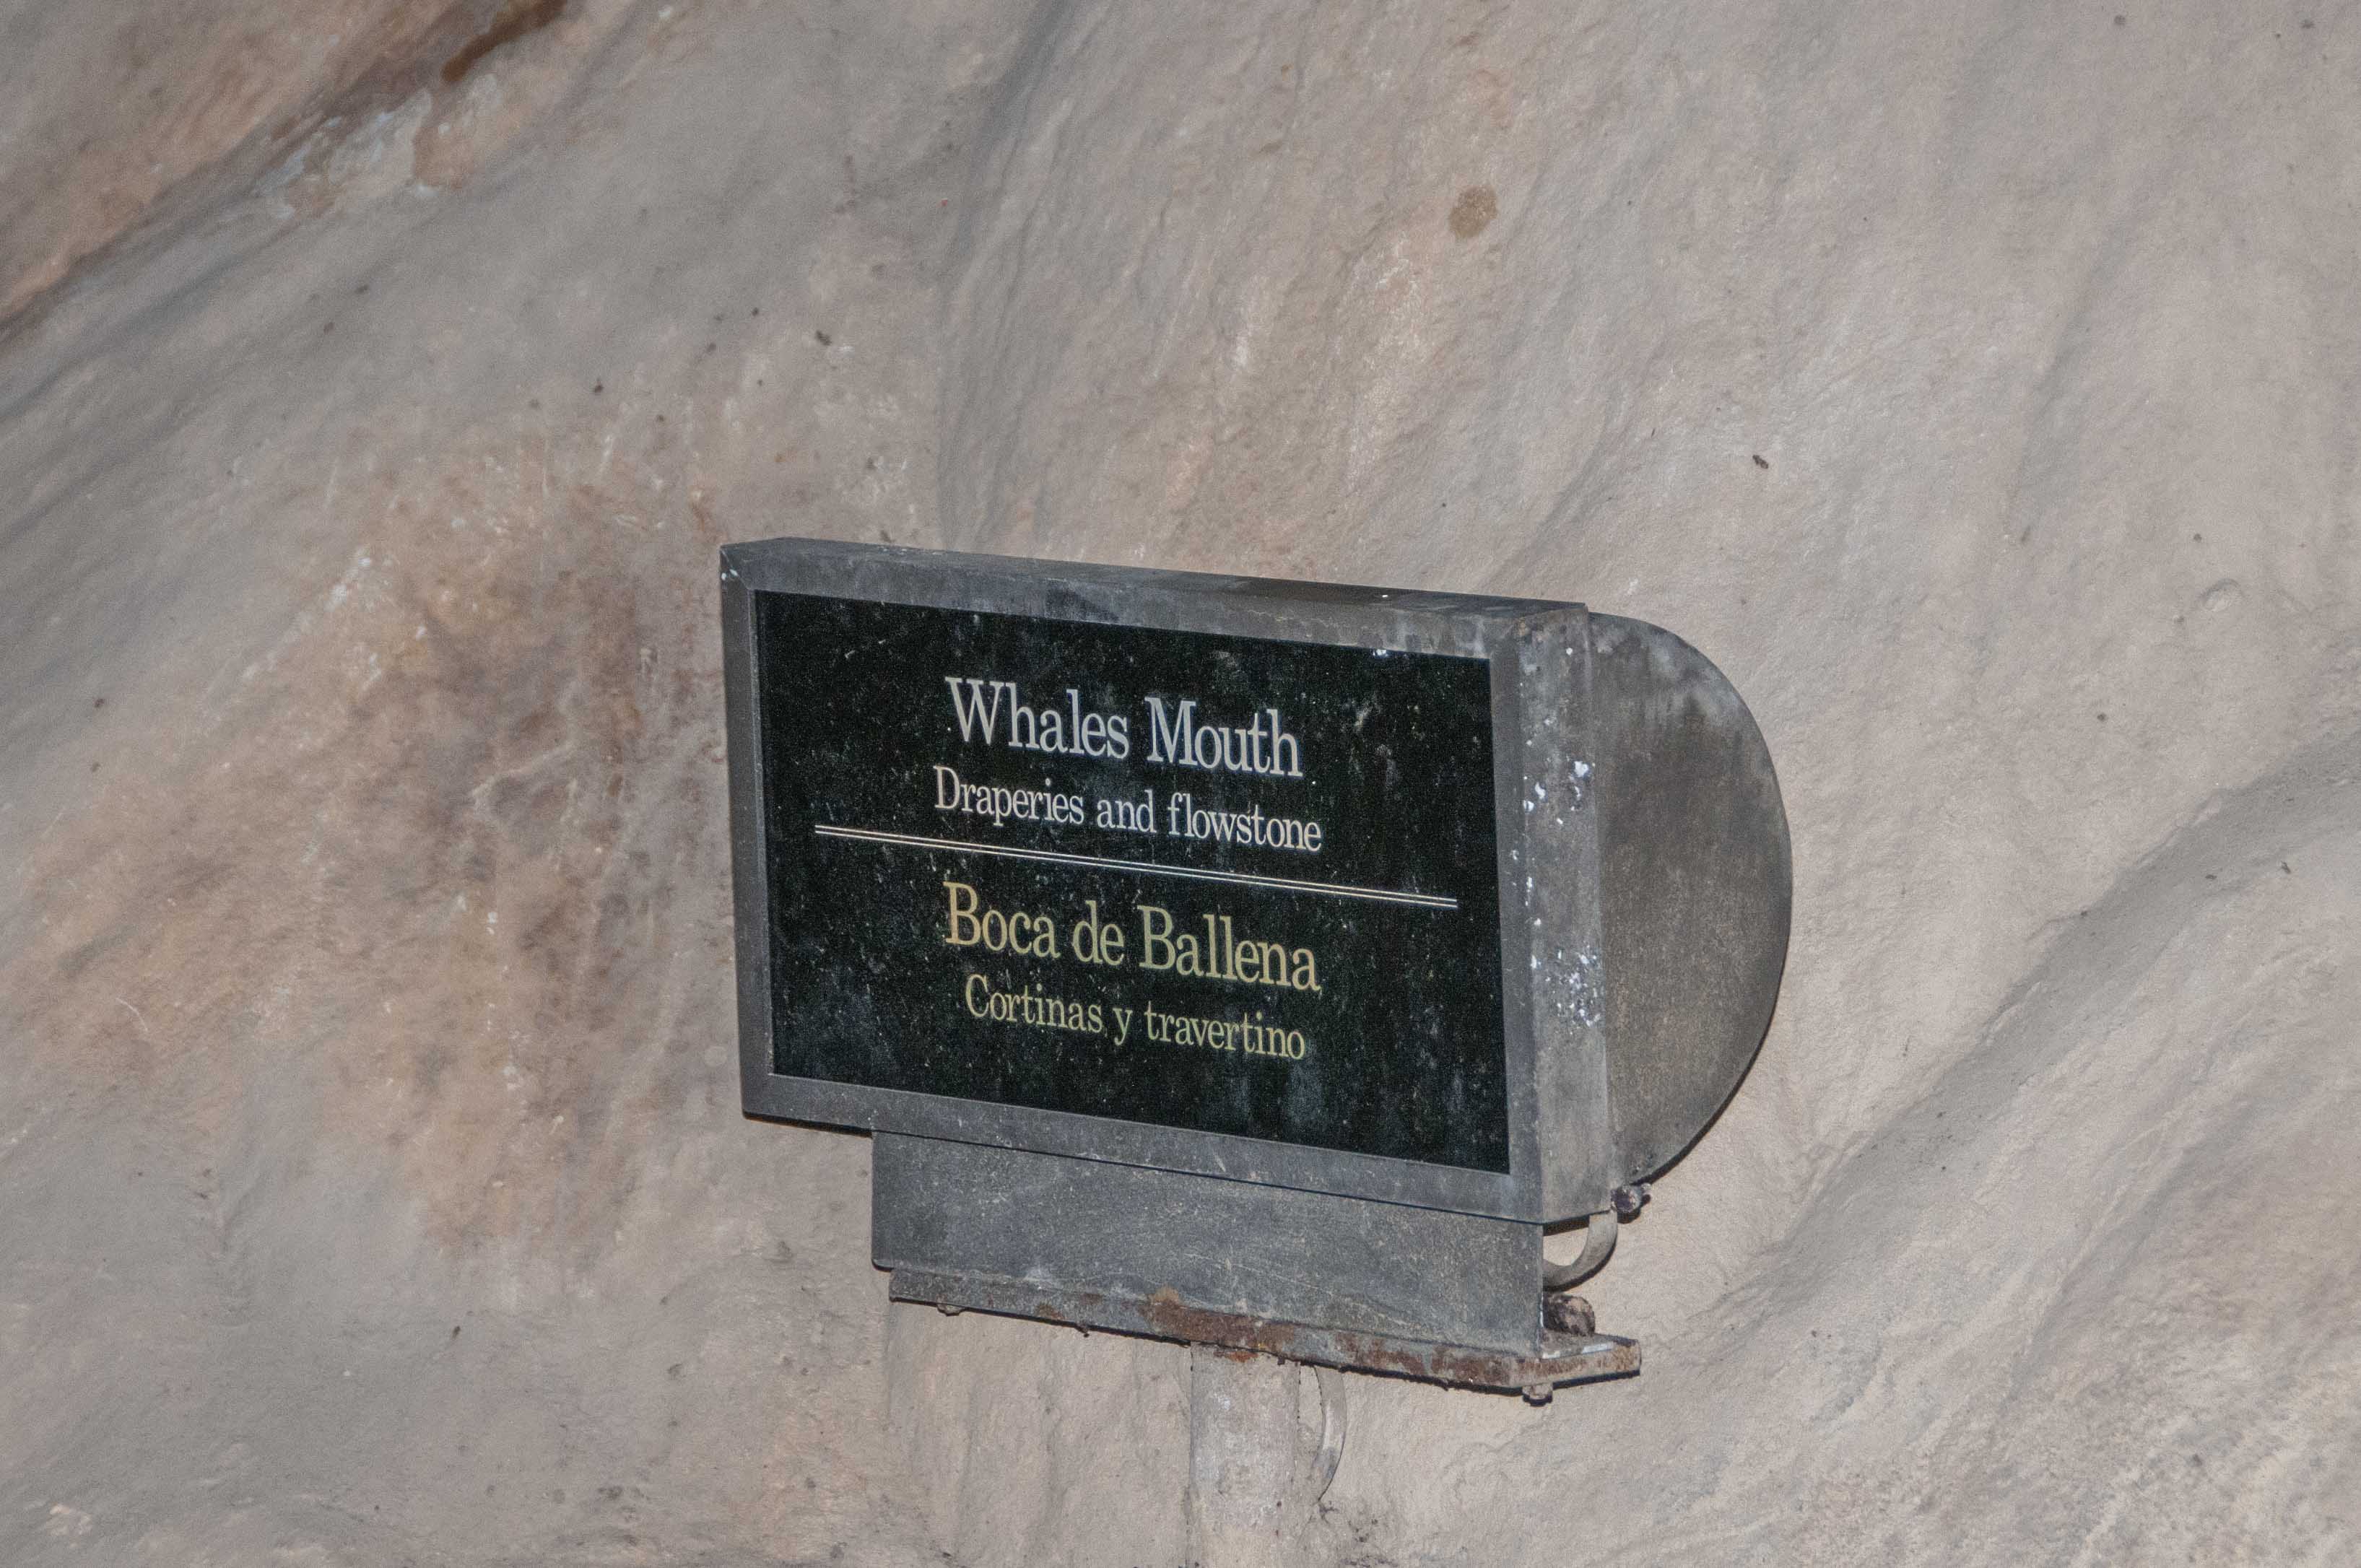 Whales Mouth
Draperies and flowstone
Boca de Ballena
Cortinas y travertino